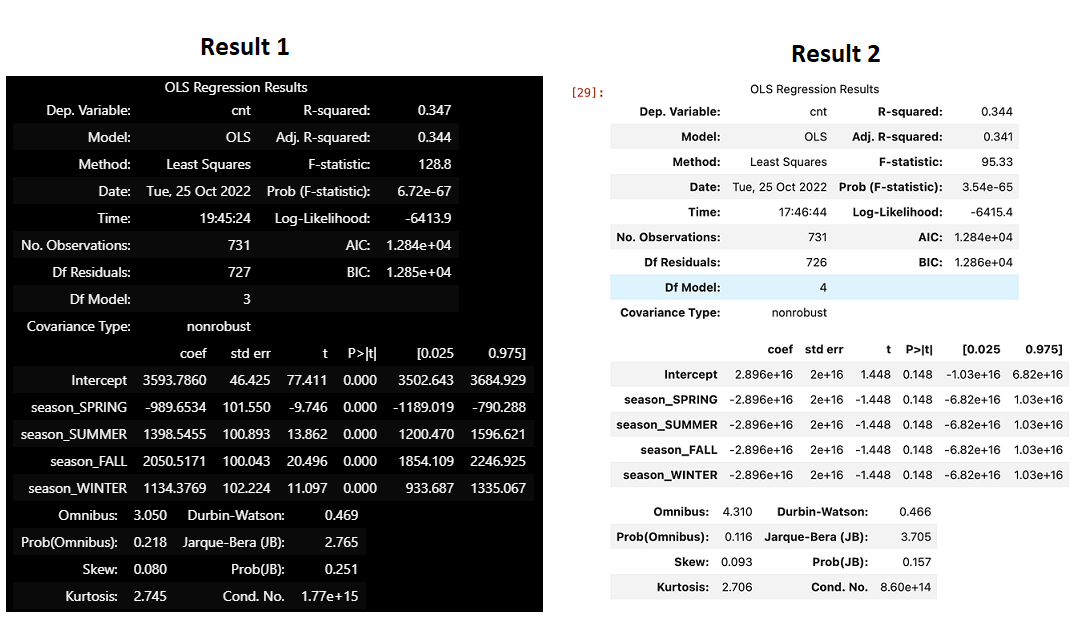 Result 1
OLS Regression Results
Dep. Variable: cnt R-squared: 0.347
Model: OLS Adj. R-squared: 0.344
Method: Least Squares F-statistic: 128.8
Date: Tue, 25 Oct 2022 Prob (F-statistic): 6.72e-67
Time: 19:45:24 Log-Likelihood: -6413.9
No. Observations: 731 AIC: 1.284e+04
Df Residuals: 727 BIC: 1.285e+04
Df Model: 3
Covariance Type: nonrobust
coef std err t P>|t| [0.025 0.975]
Intercept 3593.7860 46.425 77.411 0.000 3502.643 3684.929
season_SPRING -989.6534 101.550 -9.746 0.000 -1189.019 -790.288
season_SUMMER 1398.5455 100.893 13.862 0.000 1200.470 1596.621
season_FALL 2050.5171 100.043 20.496 0.000 1854.109 2246.925
season_WINTER 1134.3769 102.224 11.097 0.000 933.687 1335.067
Omnibus: 3.050 Durbin-Watson: 0.469
Prob(Omnibus): 0.218 Jarque-Bera (JB): 2.765
Skew: 0.080 Prob(JB): 0.251
Kurtosis: 2.745 Cond. No. 1.77e+15
Result 2
[29]:
OLS Regression Results
Dep. Variable: cnt R-squared: 0.344
Model: OLS Adj. R-squared: 0.341
Method: Least Squares F-statistic: 95.33
Date: Tue, 25 Oct 2022 Prob (F-statistic): 3.54e-65
Time: 17:46:44 Log-Likelihood: -6415.4
No. Observations: 731 AIC: 1.284e+04
Df Residuals: 726 BIC: 1.286e+04
Df Model: 4
Covariance Type: nonrobust
coef std err t P>|t| [0.025 0.975]
Intercept 2.896e+16 2e+16 1.448 0.148 -1.03e+16 6.82e+16
season_SPRING -2.896e+16 2e+16 -1.448 0.148 -6.82e+16 1.03e+16
season_SUMMER -2.896e+16 2e+16 -1.448 0.148 -6.82e+16 1.03e+16
season_FALL -2.896e+16 2e+16 -1.448 0.148 -6.82e+16 1.03e+16
season_WINTER -2.896e+16 2e+16 -1.448 0.148 -6.82e+16 1.03e+16
Omnibus: 4.310 Durbin-Watson: 0.466
Prob(Omnibus): 0.116 Jarque-Bera (JB): 3.705
Skew: 0.093 Prob(JB): 0.157
Kurtosis: 2.706 Cond. No. 8.60e+14